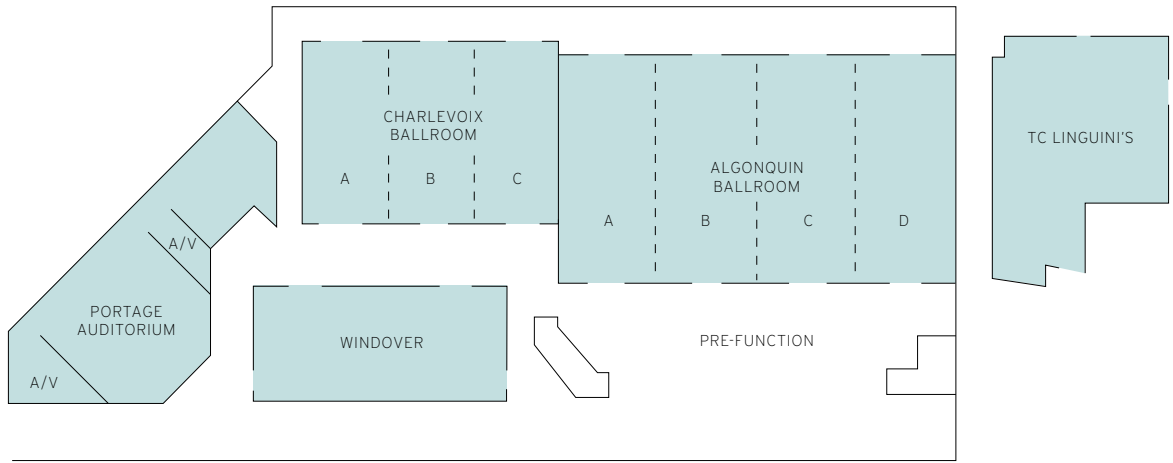 CHARLEVOIX
BALLROOM
A
B
C
ALGONQUIN
BALLROOM
A
B
C
D
TC LINGUINI'S
A/V
PORTAGE
AUDITORIUM
A/V
WINDOVER
PRE-FUNCTION